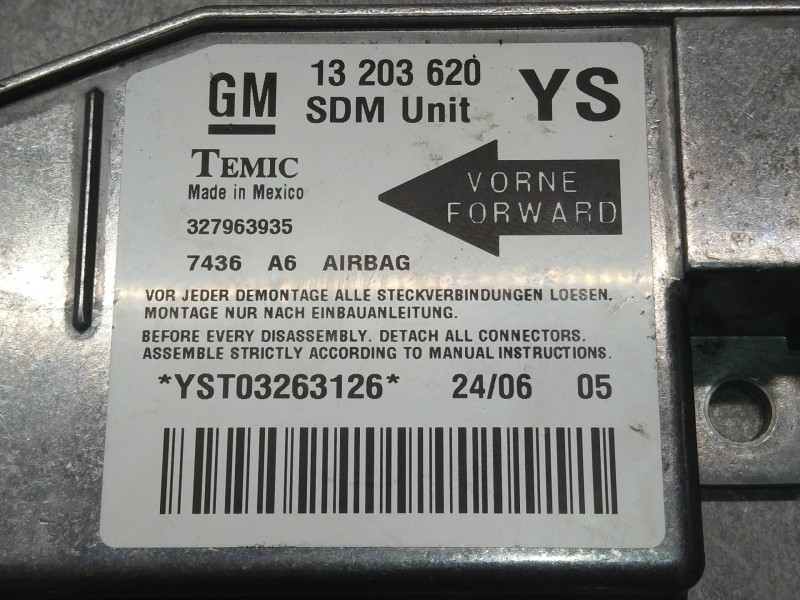 GM 13 203 620 YS
SDM Unit
TEMIC
Made in Mexico
VORNE
FORWARD
327963935
7436 A6 AIRBAG
VOR JEDER DEMONTAGE ALLE STECKVERBINDUNGEN LOESEN.
MONTAGE NUR NACH EINBAUANLEITUNG.
BEFORE EVERY DISASSEMBLY. DETACH ALL CONNECTORS.
ASSEMBLE STRICTLY ACCORDING TO MANUAL INSTRUCTIONS.
*YST03263126* 24/06 05